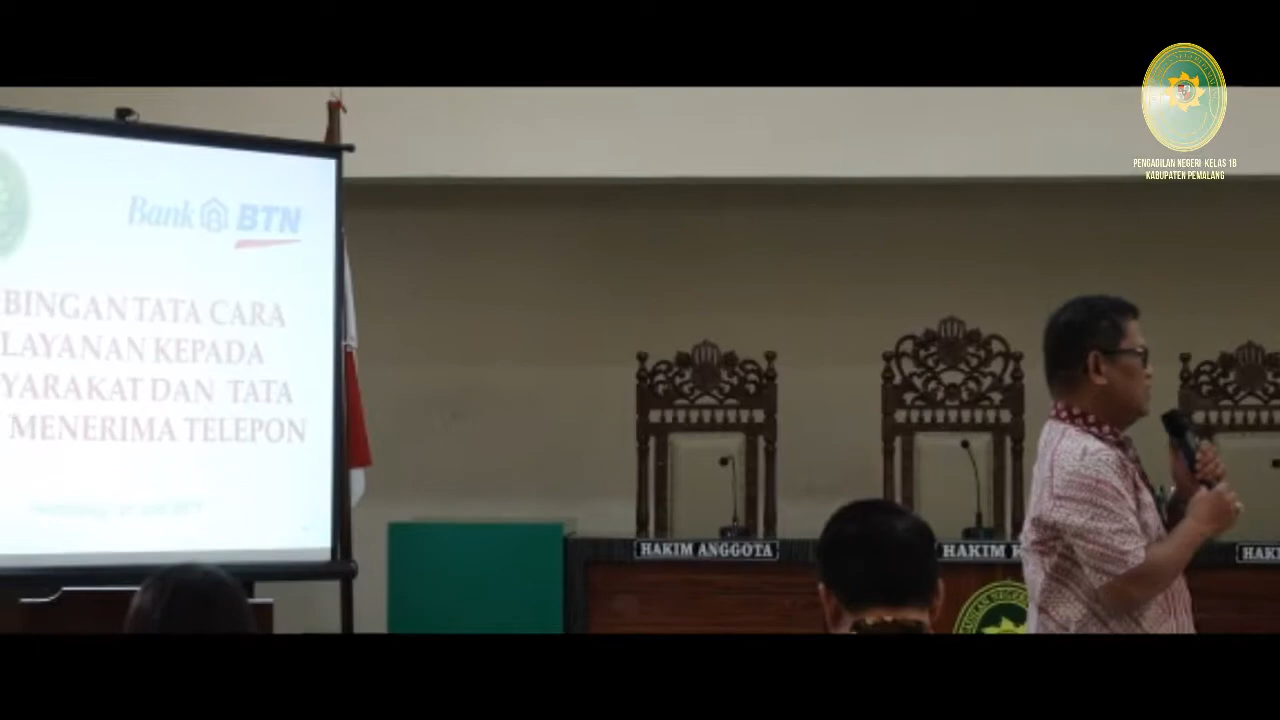 PENGADILAN NEGERI KELAS 1B
KABUPATEN PEMALANG
Bank BTN
BINGAN TATA CARA
LAYANAN KEPADA
YARAKAT DAN TATA
MENERIMA TELEPON
HAKIM ANGGOTA
HAKIM